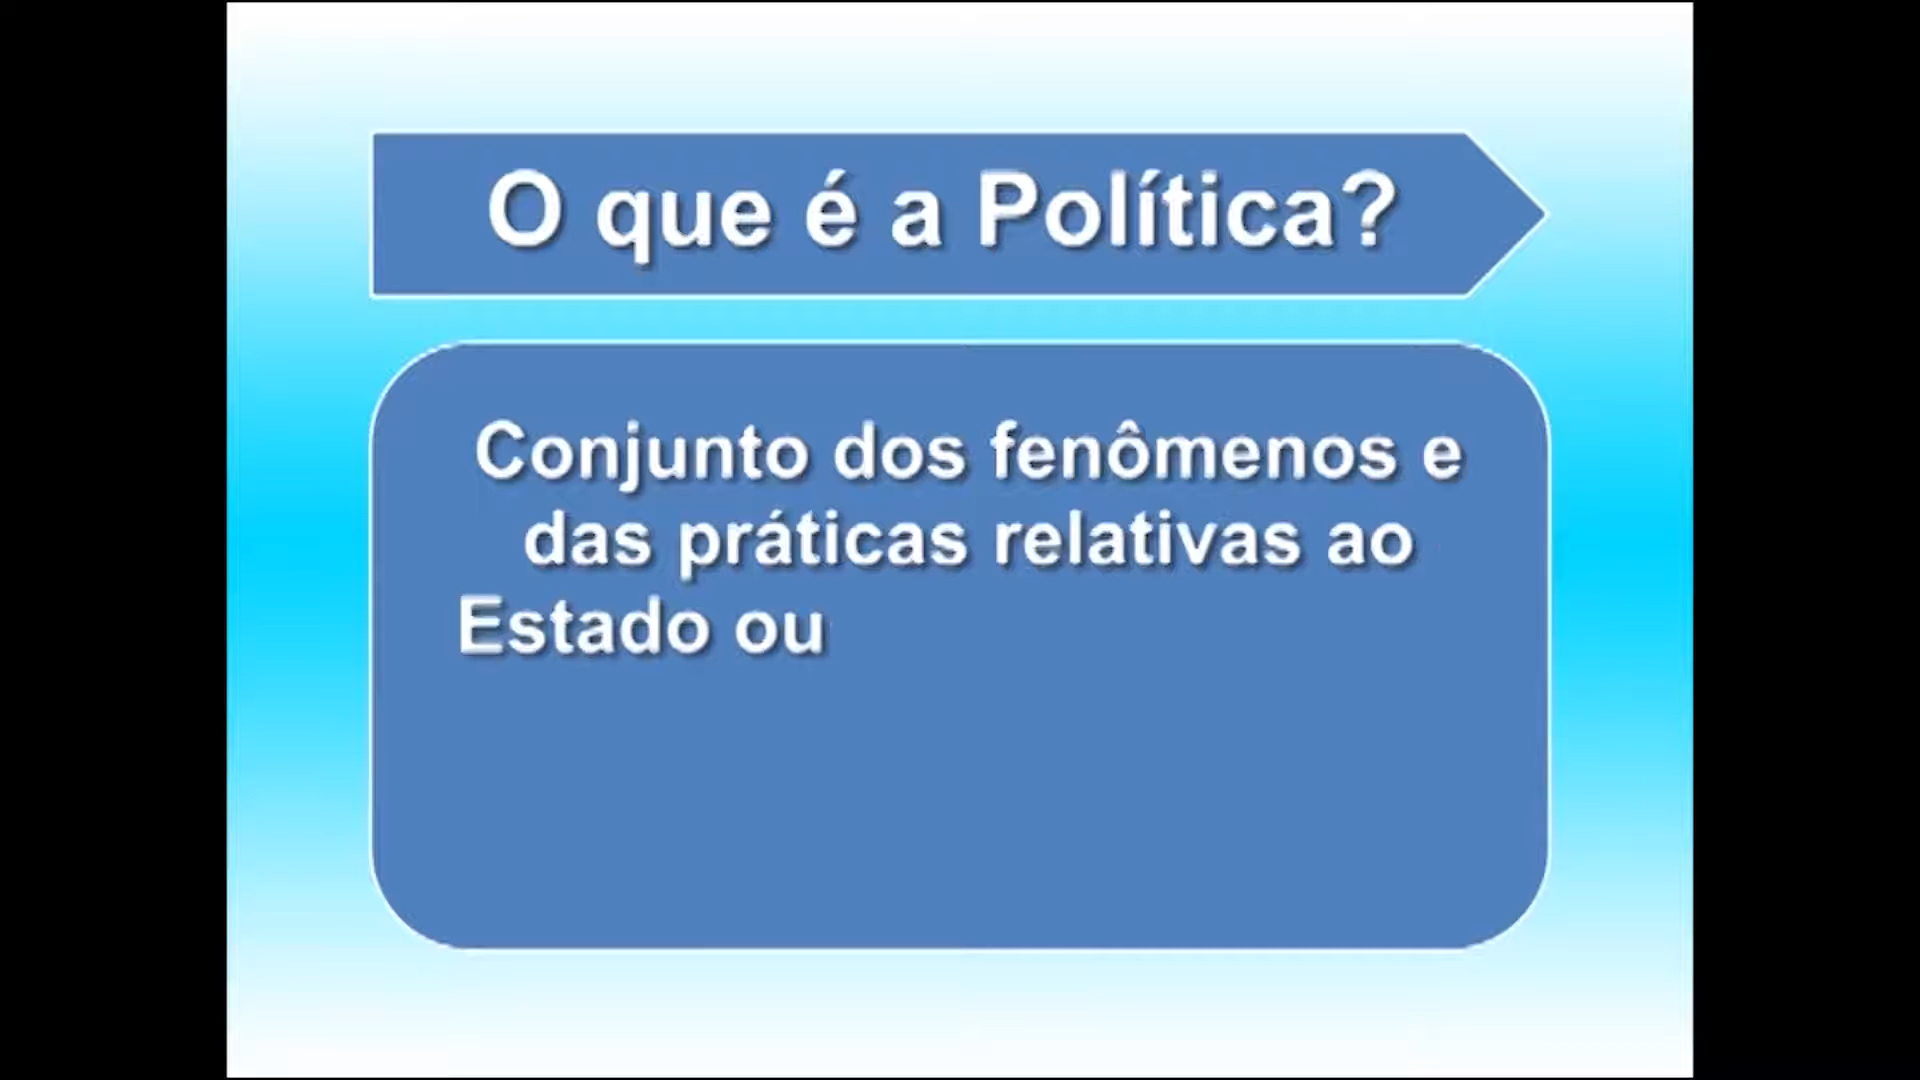 O que é a Política?
Conjunto dos fenômenos e
das práticas relativas ao
Estado ou